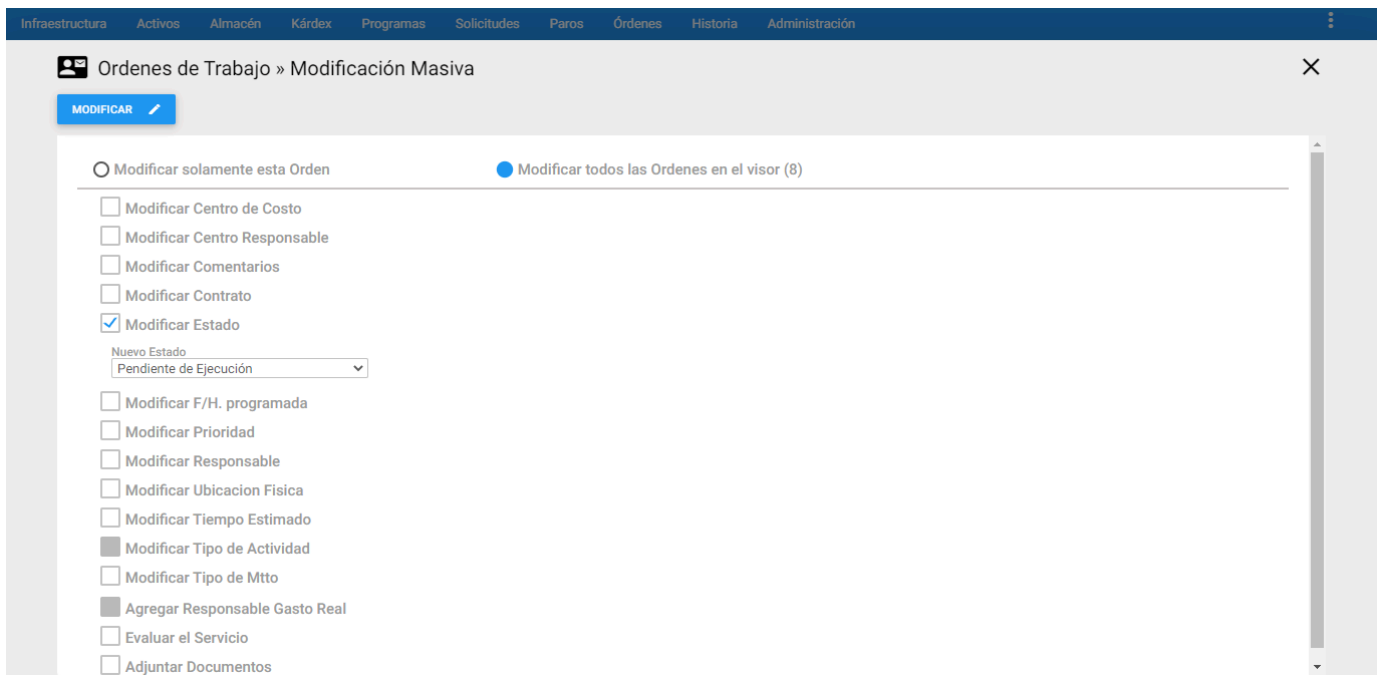 Infraestructura Activos Almacén Kárdex Programas Solicitudes Paros Órdenes Historia Administración
Ordenes de Trabajo » Modificación Masiva
MODIFICAR
Modificar solamente esta Orden Modificar todos las Ordenes en el visor (8)
Modificar Centro de Costo
Modificar Centro Responsable
Modificar Comentarios
Modificar Contrato
Modificar Estado
Nuevo Estado
Pendiente de Ejecución
Modificar F/H. programada
Modificar Prioridad
Modificar Responsable
Modificar Ubicacion Fisica
Modificar Tiempo Estimado
Modificar Tipo de Actividad
Modificar Tipo de Mtto
Agregar Responsable Gasto Real
Evaluar el Servicio
Adjuntar Documentos